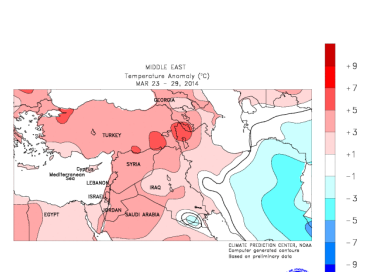 MIDDLE EAST
Temperature Anomaly (°C)
MAR 23 - 29, 2014
GEORGIA
TURKEY
Cyprus
Mediterranean
Sea
SYRIA
LEBANON
IRAQ
ISRAEL
JORDAN
EGYPT
SAUDI ARABIA
+9
+7
+5
+3
+1
-1
-3
-5
-7
-9
CLIMATE PREDICTION CENTER, NOAA
Computer generated contours
Based on preliminary data